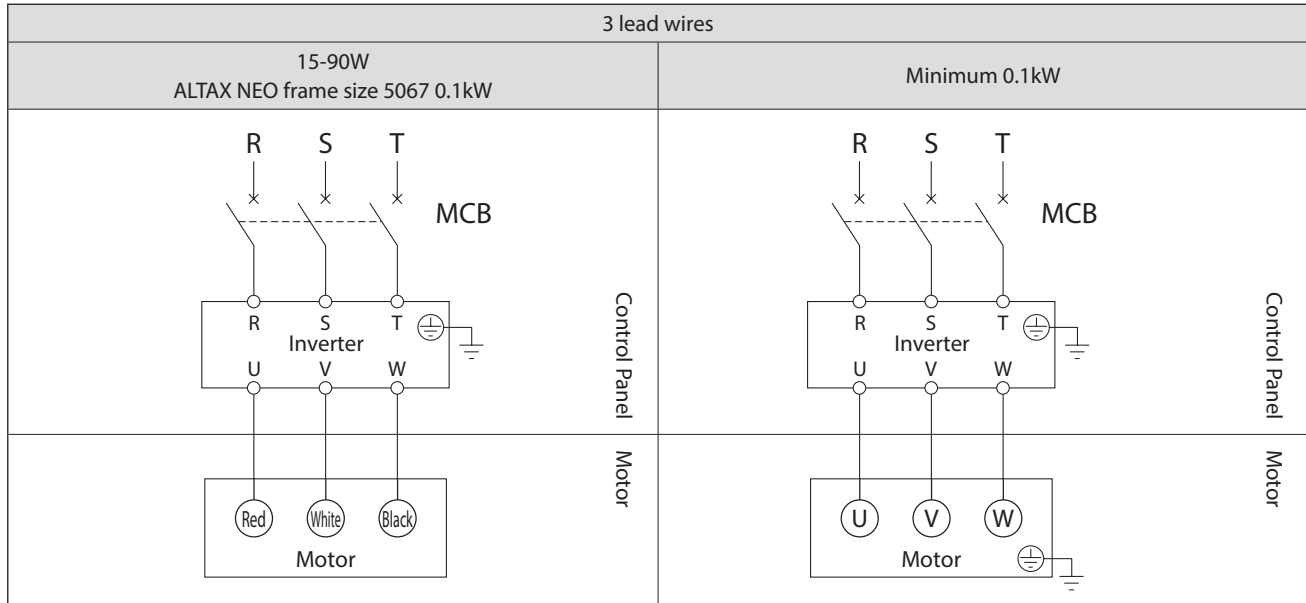 3 lead wires
15-90W
ALTAX NEO frame size 5067 0.1kW
Minimum 0.1kW
R S T
MCB
R S T
Inverter
U V W
Control Panel
Motor
Red White Black
Motor
R S T
MCB
R S T
Inverter
U V W
Control Panel
Motor
U V W
Motor